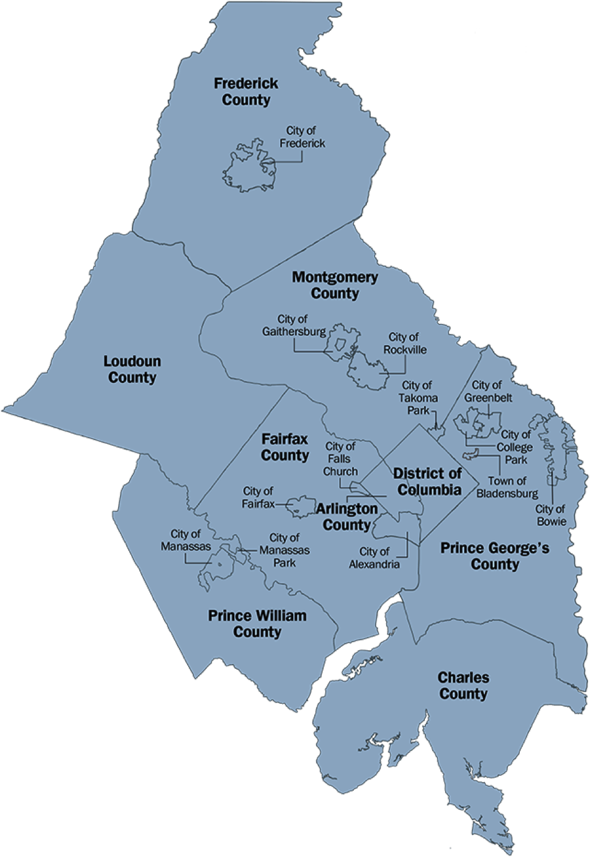 Frederick
County
City of
Frederick
Montgomery
County
City of
Gaithersburg
City of
Rockville
Loudoun
County
City of
Takoma
Park
City of
Greenbelt
City of
College
Park
Fairfax
County
City of
Falls
Church
District of
Columbia
Town of
Bladensburg
City of
Fairfax
Arlington
County
City of
Bowie
City of
Manassas
City of
Manassas
Park
City of
Alexandria
Prince George's
County
Prince William
County
Charles
County